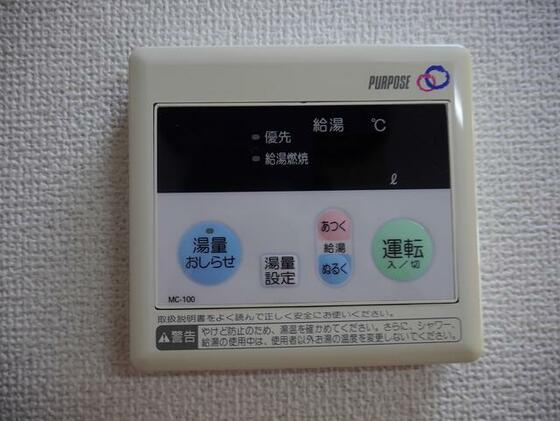 PURPOSE
給湯 ℃
優先
給湯燃焼
ℓ
湯量
おしらせ
湯量
設定
あつく
給湯
ぬるく
運転
入/切
MC-100
取扱説明書をよく読んで正しく安全にお使いください。
警告
やけど防止のため、湯温を確かめてください。さらに、シャワー、
給湯の使用中は、使用者以外お湯の温度を変更しないでください。